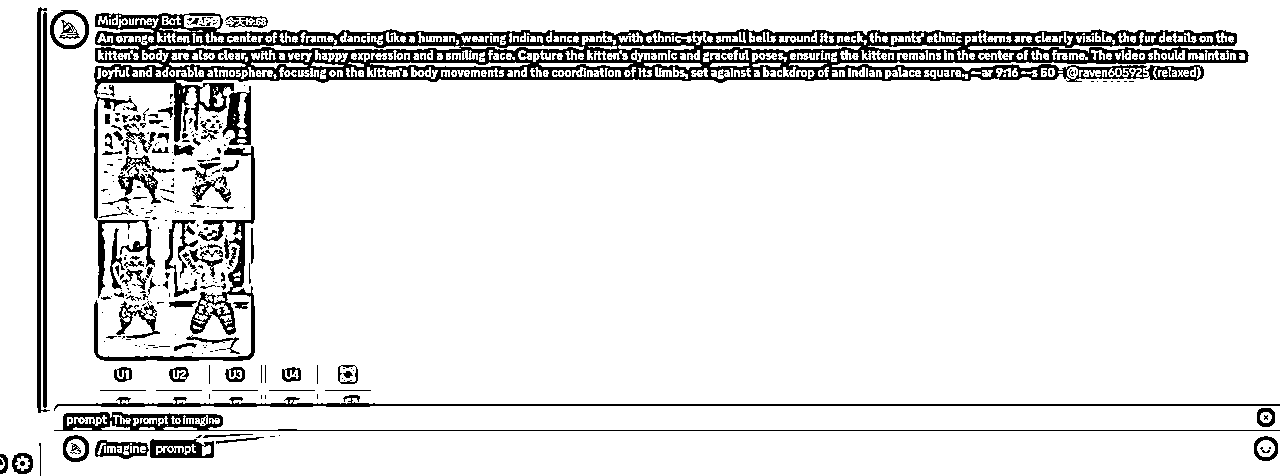 Midjourney Bot ✓ APP 今天19:58
An orange kitten in the center of the frame, dancing like a human, wearing Indian dance pants, with ethnic-style small bells around its neck, the pants' ethnic patterns are clearly visible, the fur details on the
kitten's body are also clear, with a very happy expression and a smiling face. Capture the kitten's dynamic and graceful poses, ensuring the kitten remains in the center of the frame. The video should maintain a
joyful and adorable atmosphere, focusing on the kitten's body movements and the coordination of its limbs, set against a backdrop of an Indian palace square., --ar 9:16 --s 50 - @raven605925 (relaxed)
U1 U2 U3 U4
prompt The prompt to imagine
/imagine prompt